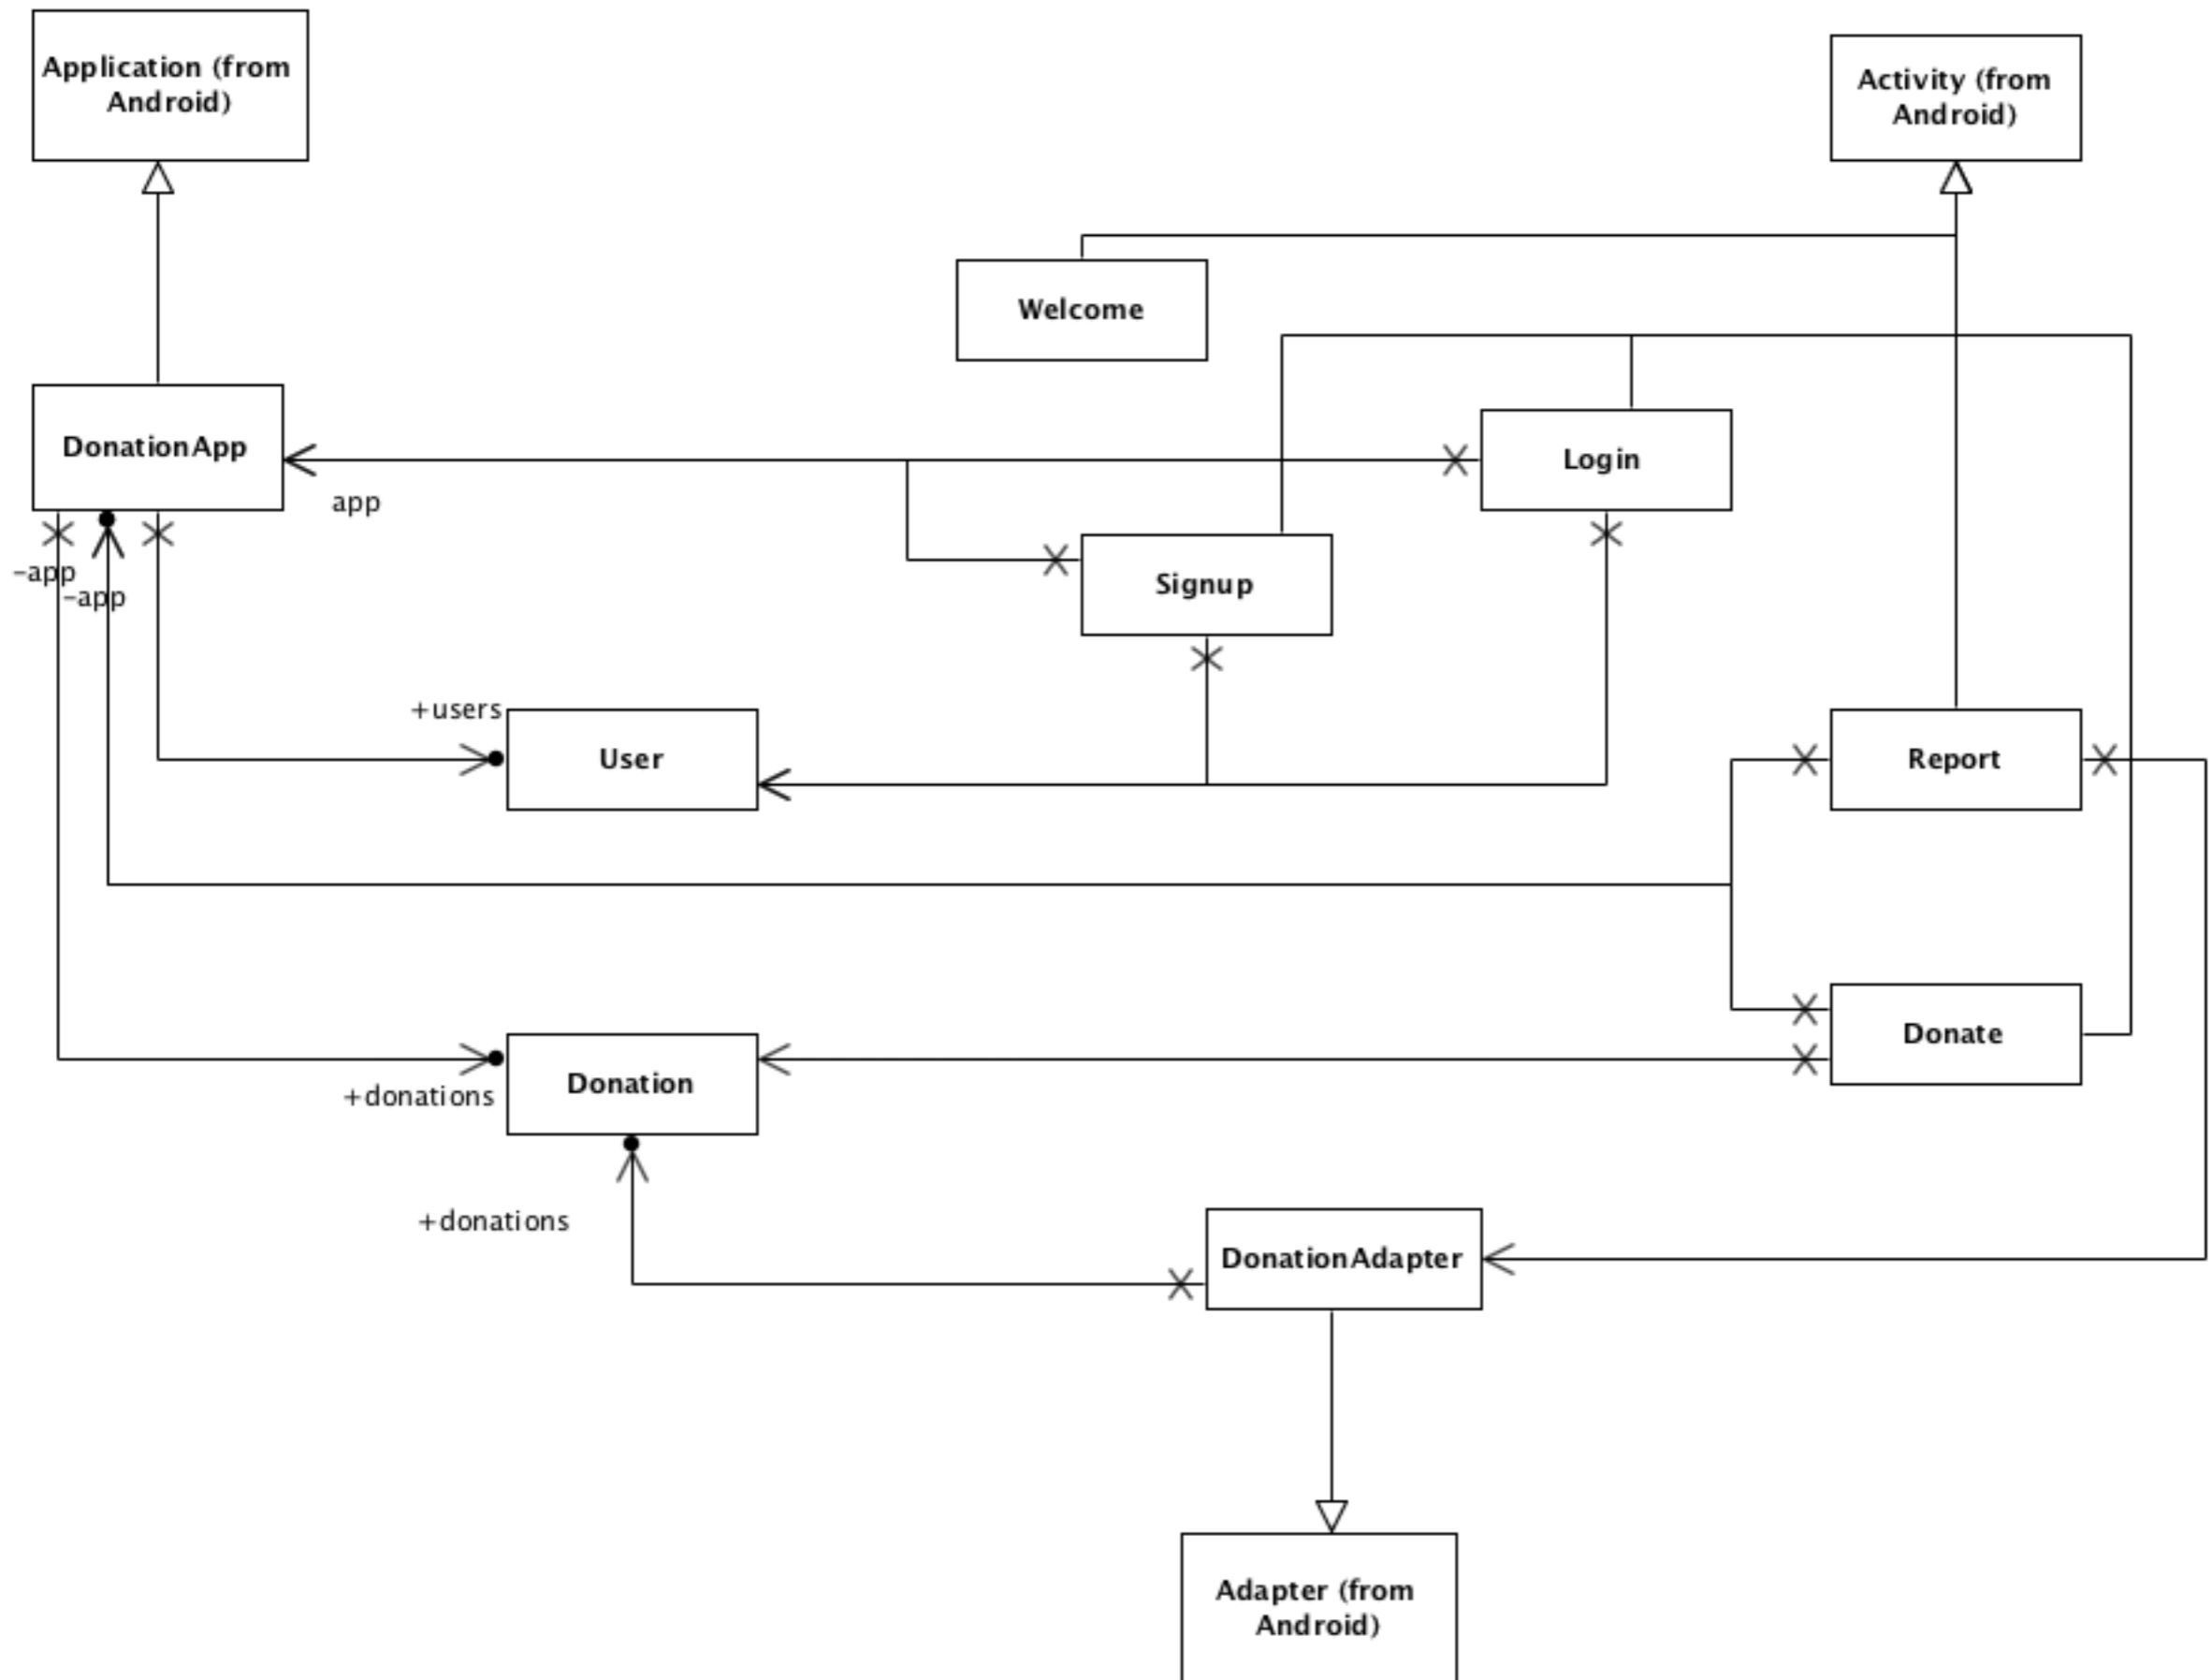 Application (from
Android)
Activity (from
Android)
Welcome
DonationApp
Login
app
-app
-app
Signup
+users
User
Report
Donate
Donation
+donations
+donations
DonationAdapter
Adapter (from
Android)